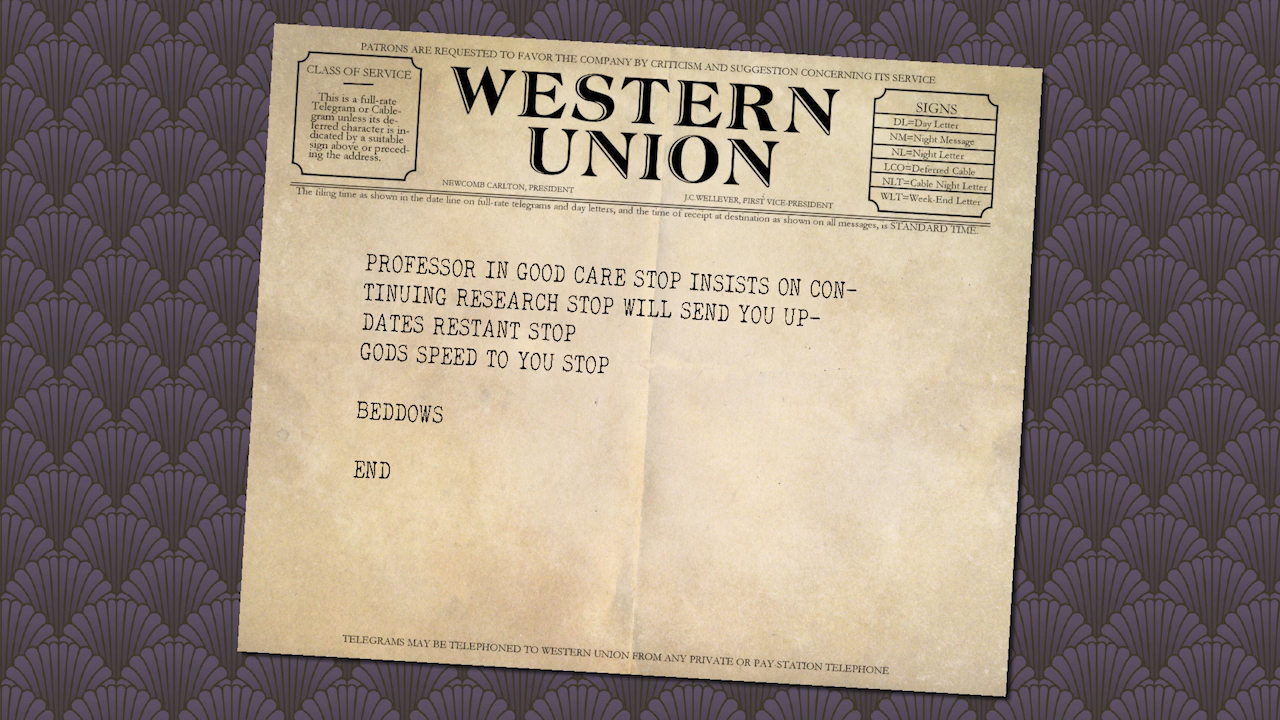 PATRONS ARE REQUESTED TO FAVOR THE COMPANY BY CRITICISM AND SUGGESTION CONCERNING ITS SERVICE
CLASS OF SERVICE
This is a full-rate
Telegram or Cable-
gram unless its de-
ferred character is in-
dicated by a suitable
sign above or preced-
ing the address.
WESTERN
UNION
NEWCOMB CARLTON, PRESIDENT
J.C.WELLEVER, FIRST VICE-PRESIDENT
SIGNS
DL=Day Letter
NM=Night Message
NL=Night Letter
LCO=Deferred Cable
NLT=Cable Night Letter
WLT=Week-End Letter
The filing time as shown in the date line on full-rate telegrams and day letters, and the time of receipt at destination as shown on all messages, is STANDARD TIME.
PROFESSOR IN GOOD CARE STOP INSISTS ON CON-
TINUING RESEARCH STOP WILL SEND YOU UP-
DATES RESTANT STOP
GODS SPEED TO YOU STOP
BEDDOWS
END
TELEGRAMS MAY BE TELEPHONED TO WESTERN UNION FROM ANY PRIVATE OR PAY-STATION TELEPHONE